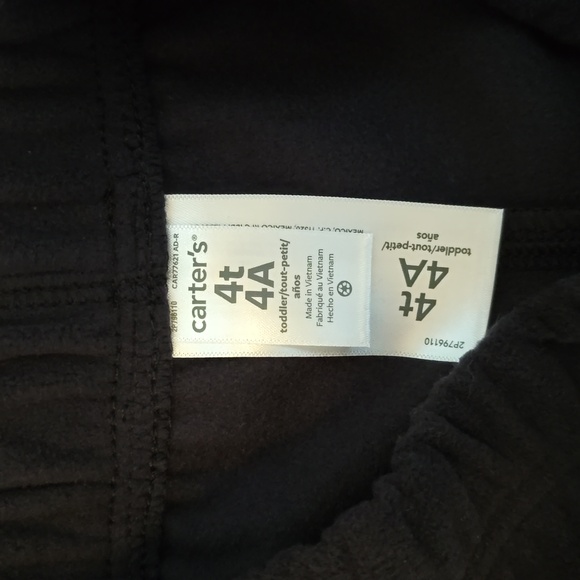 2P796110 CAR77621 AD-R
carter's®
4t
4A
toddler/tout-petit/
años
Made in Vietnam
Fabriqué au Vietnam
Hecho en Vietnam
4t
4A
toddler/tout-petit/
años
2P796110